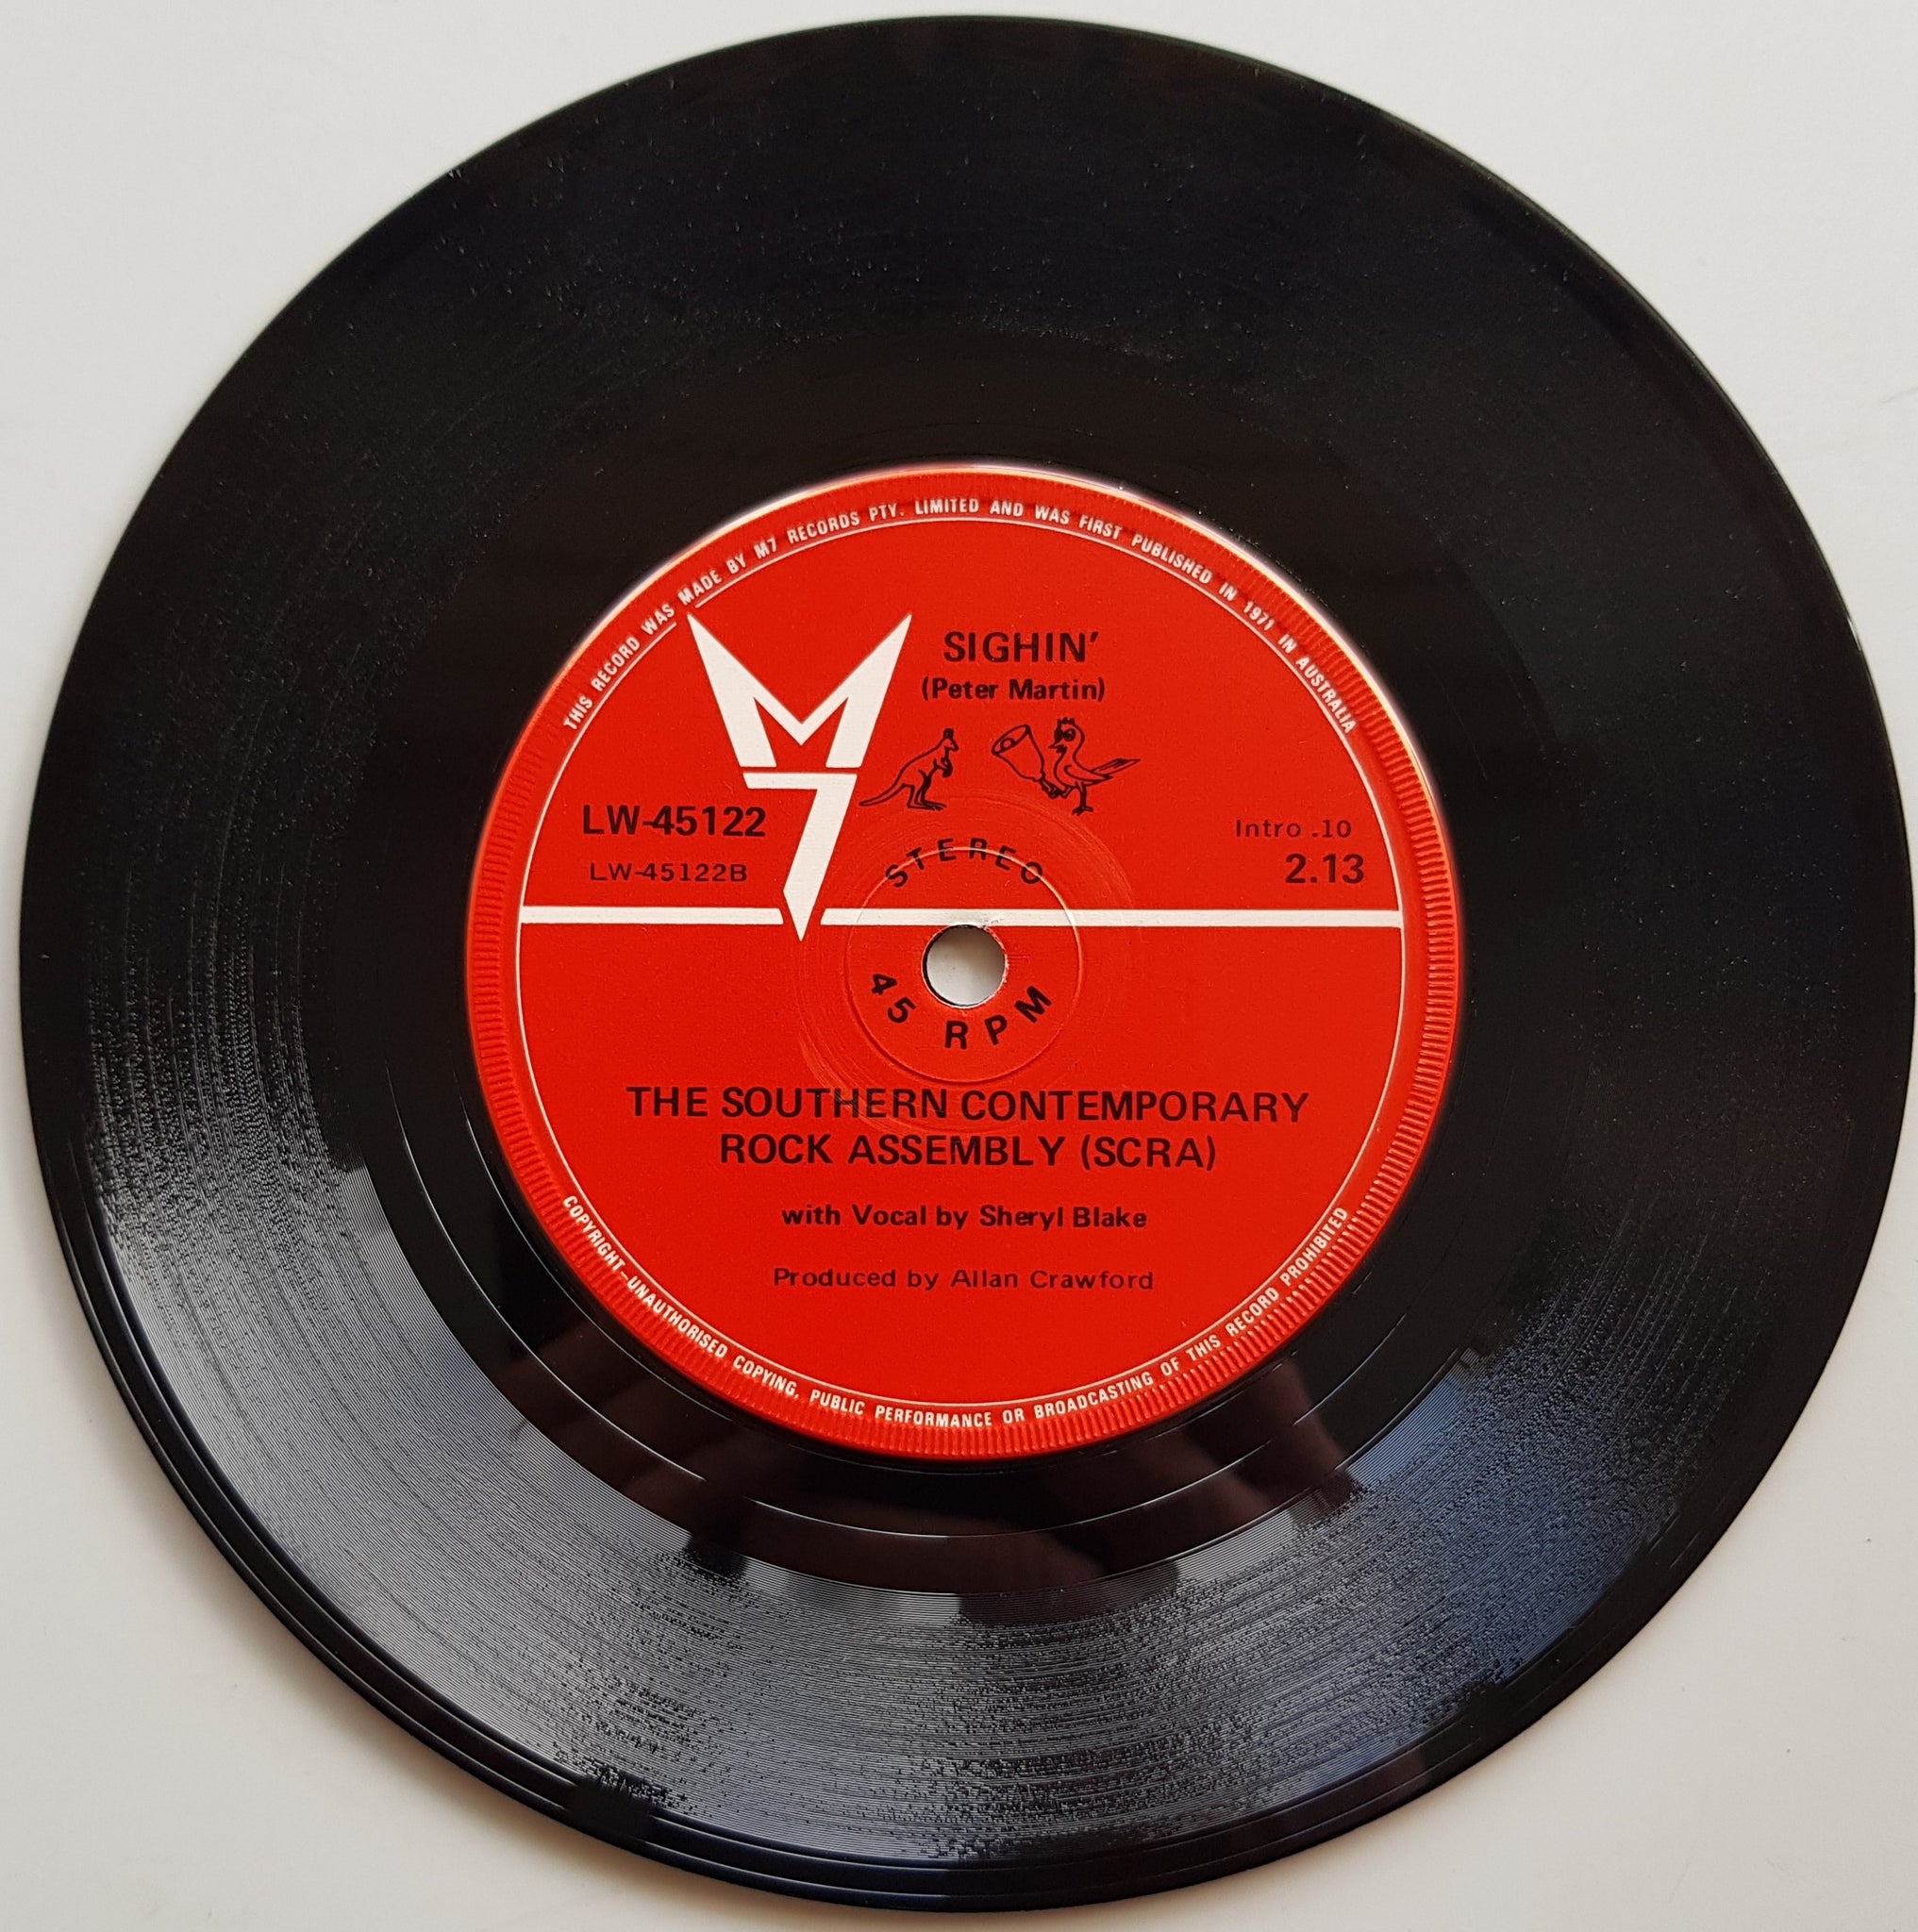 THIS RECORD WAS MADE BY M7 RECORDS PTY. LIMITED AND WAS FIRST PUBLISHED IN 1971 IN AUSTRALIA
M7
SIGHIN'
(Peter Martin)
LW-45122
LW-45122B
Intro .10
2.13
STEREO
45 RPM
THE SOUTHERN CONTEMPORARY
ROCK ASSEMBLY (SCRA)
with Vocal by Sheryl Blake
Produced by Allan Crawford
COPYRIGHT-UNAUTHORISED COPYING, PUBLIC PERFORMANCE OR BROADCASTING OF THIS RECORD PROHIBITED